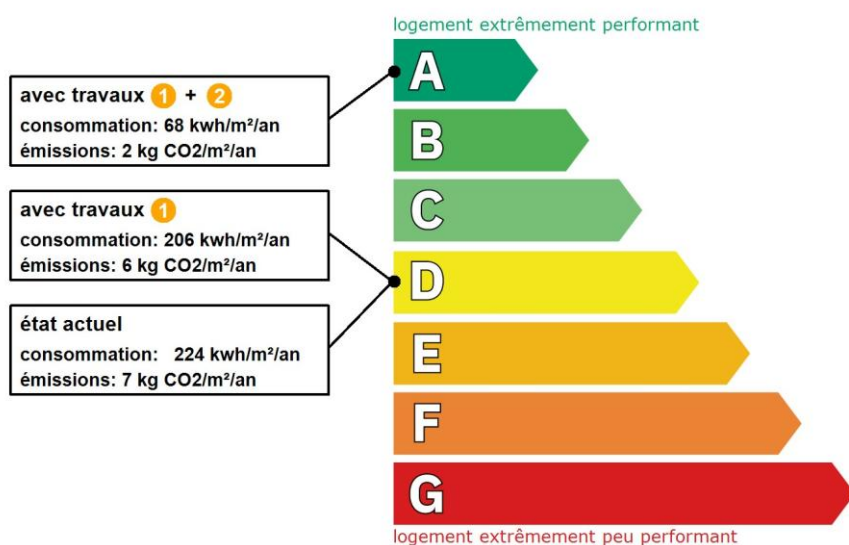 logement extrêmement performant
avec travaux 1 + 2
consommation: 68 kwh/m²/an
émissions: 2 kg CO2/m²/an
avec travaux 1
consommation: 206 kwh/m²/an
émissions: 6 kg CO2/m²/an
état actuel
consommation: 224 kwh/m²/an
émissions: 7 kg CO2/m²/an
A
B
C
D
E
F
G
logement extrêmement peu performant